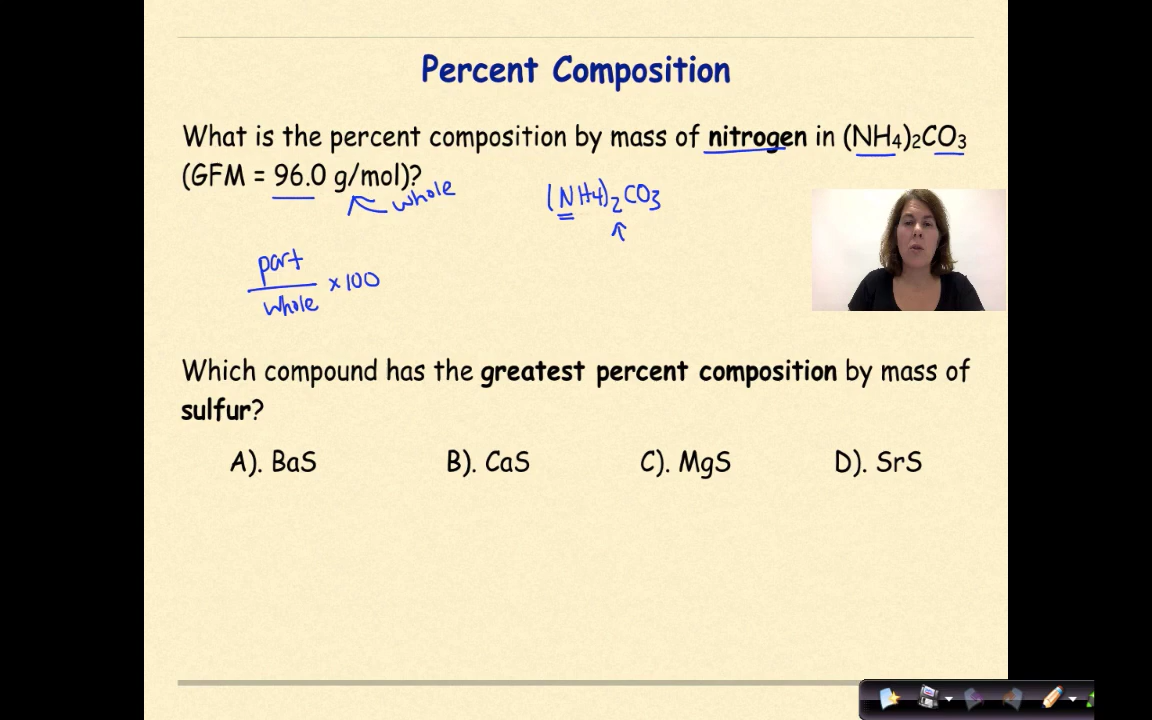 Percent Composition
What is the percent composition by mass of nitrogen in (NH4)2CO3
(GFM = 96.0 g/mol)?
whole
(NH4)2CO3
part
whole
x 100
Which compound has the greatest percent composition by mass of
sulfur?
A). BaS B). CaS C). MgS D). SrS